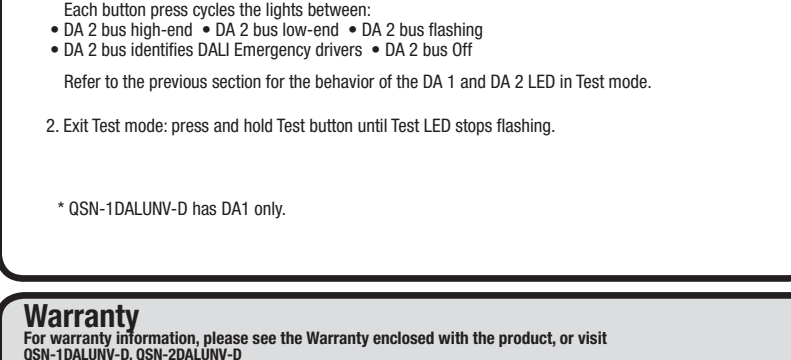 Each button press cycles the lights between:
• DA 2 bus high-end • DA 2 bus low-end • DA 2 bus flashing
• DA 2 bus identifies DALI Emergency drivers • DA 2 bus Off
Refer to the previous section for the behavior of the DA 1 and DA 2 LED in Test mode.
2. Exit Test mode: press and hold Test button until Test LED stops flashing.
* QSN-1DALUNV-D has DA1 only.
Warranty
For warranty information, please see the Warranty enclosed with the product, or visit
QSN-1DALUNV-D, QSN-2DALUNV-D